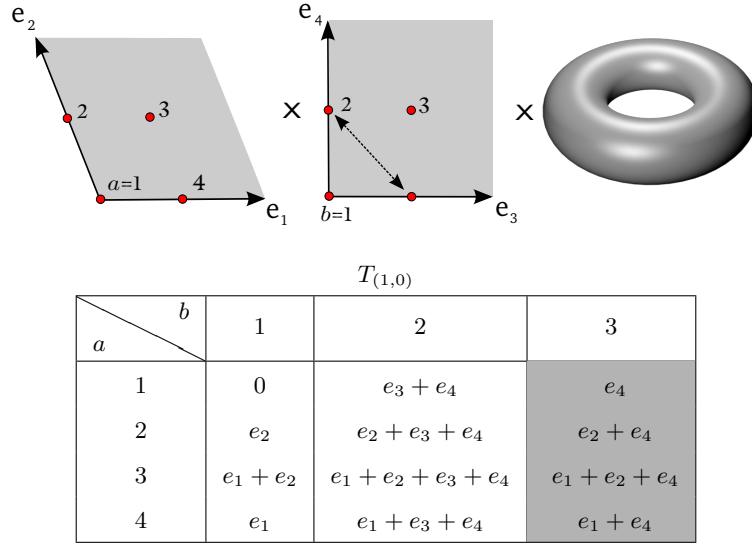 e₂ e₄
2 3 × 2 3 ×
a=1 4 e₁ b=1 e₃
T₍₁,₀₎
a b 1 2 3
1 0 e₃ + e₄ e₄
2 e₂ e₂ + e₃ + e₄ e₂ + e₄
3 e₁ + e₂ e₁ + e₂ + e₃ + e₄ e₁ + e₂ + e₄
4 e₁ e₁ + e₃ + e₄ e₁ + e₄